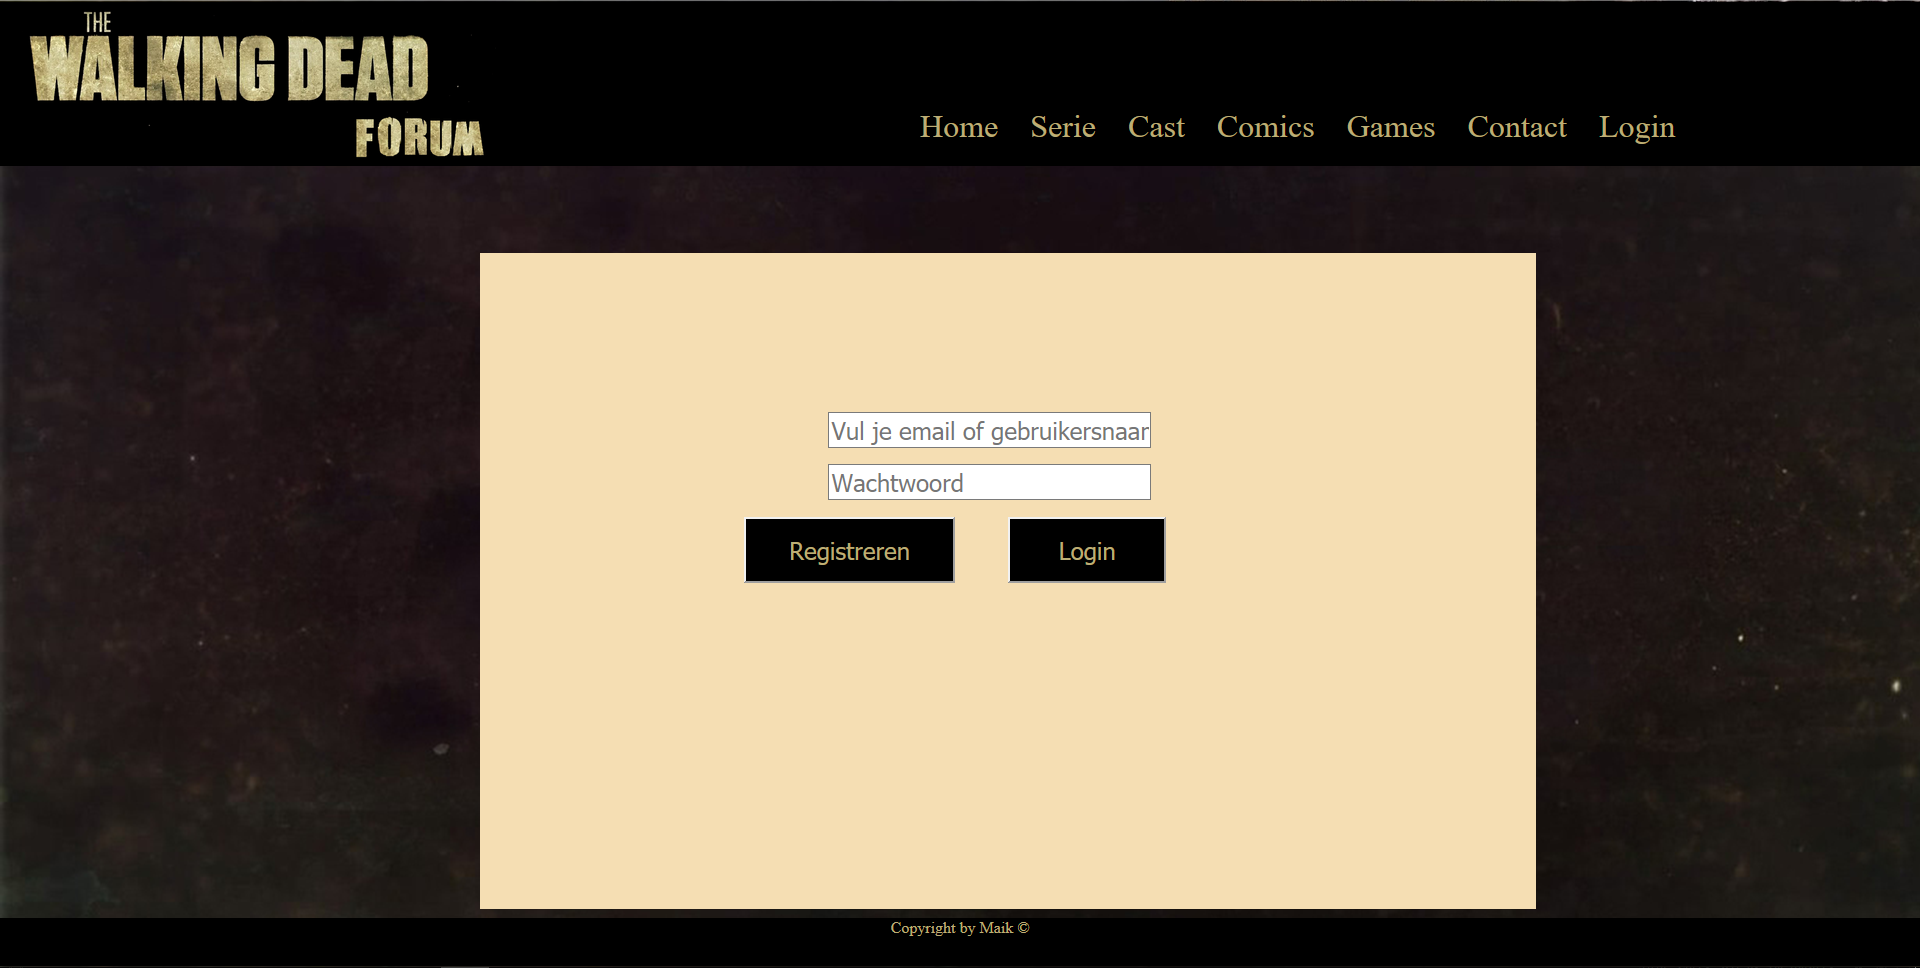 THE
WALKING DEAD
FORUM
Home Serie Cast Comics Games Contact Login
Vul je email of gebruikersnaar
Wachtwoord
Registreren Login
Copyright by Maik ©